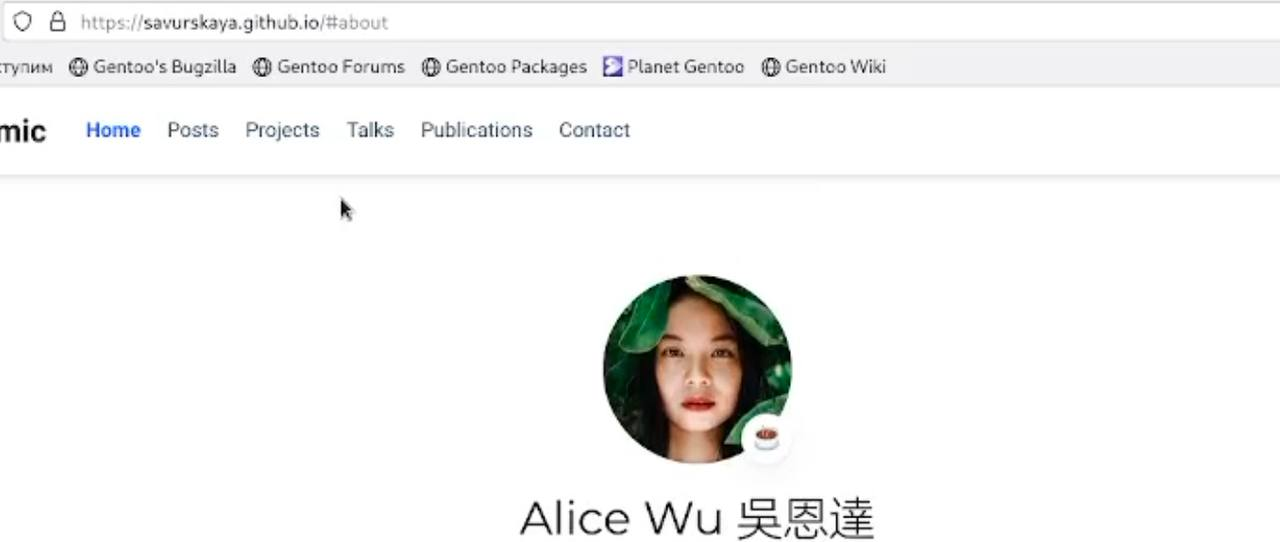 https://savurskaya.github.io/#about
ступим Gentoo's Bugzilla Gentoo Forums Gentoo Packages Planet Gentoo Gentoo Wiki
mic Home Posts Projects Talks Publications Contact
Alice Wu 吳恩達